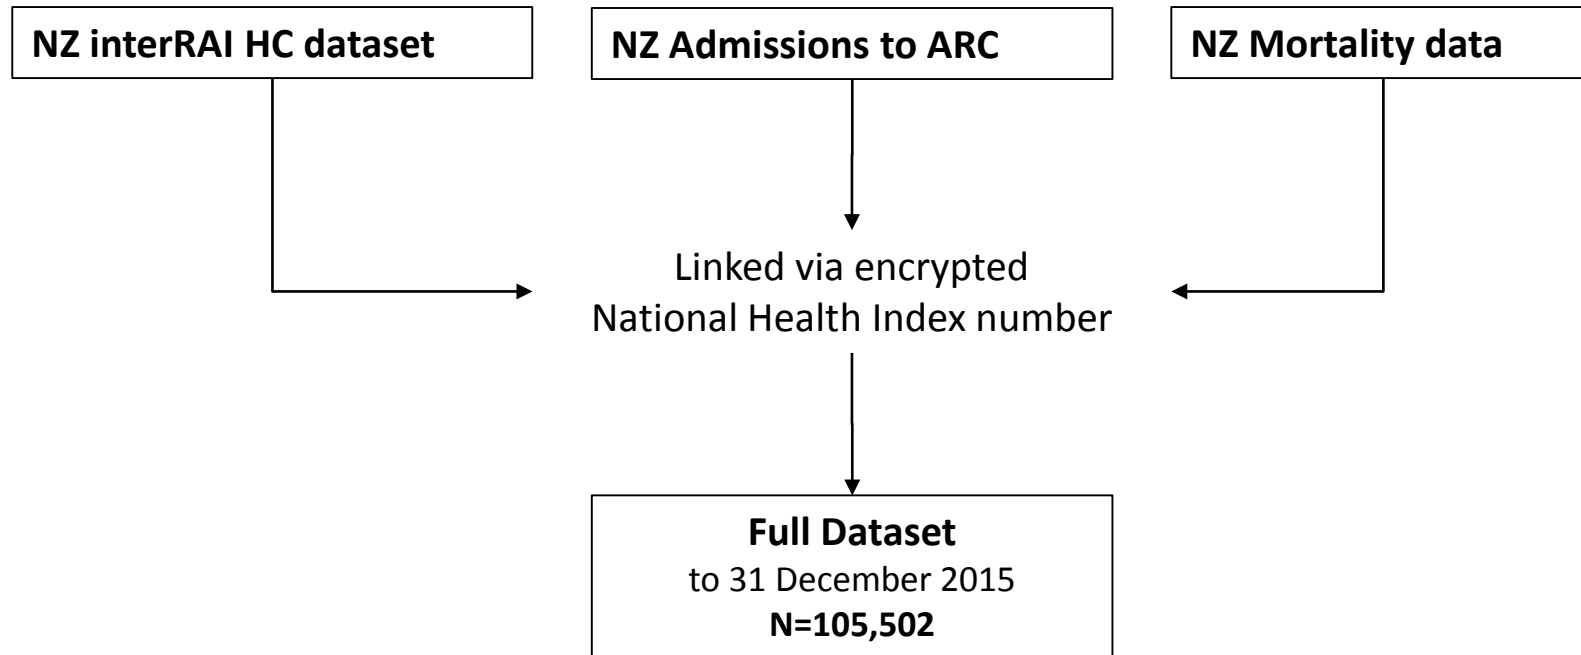 NZ interRAI HC dataset
NZ Admissions to ARC
NZ Mortality data
Linked via encrypted
National Health Index number
Full Dataset
to 31 December 2015
N=105,502